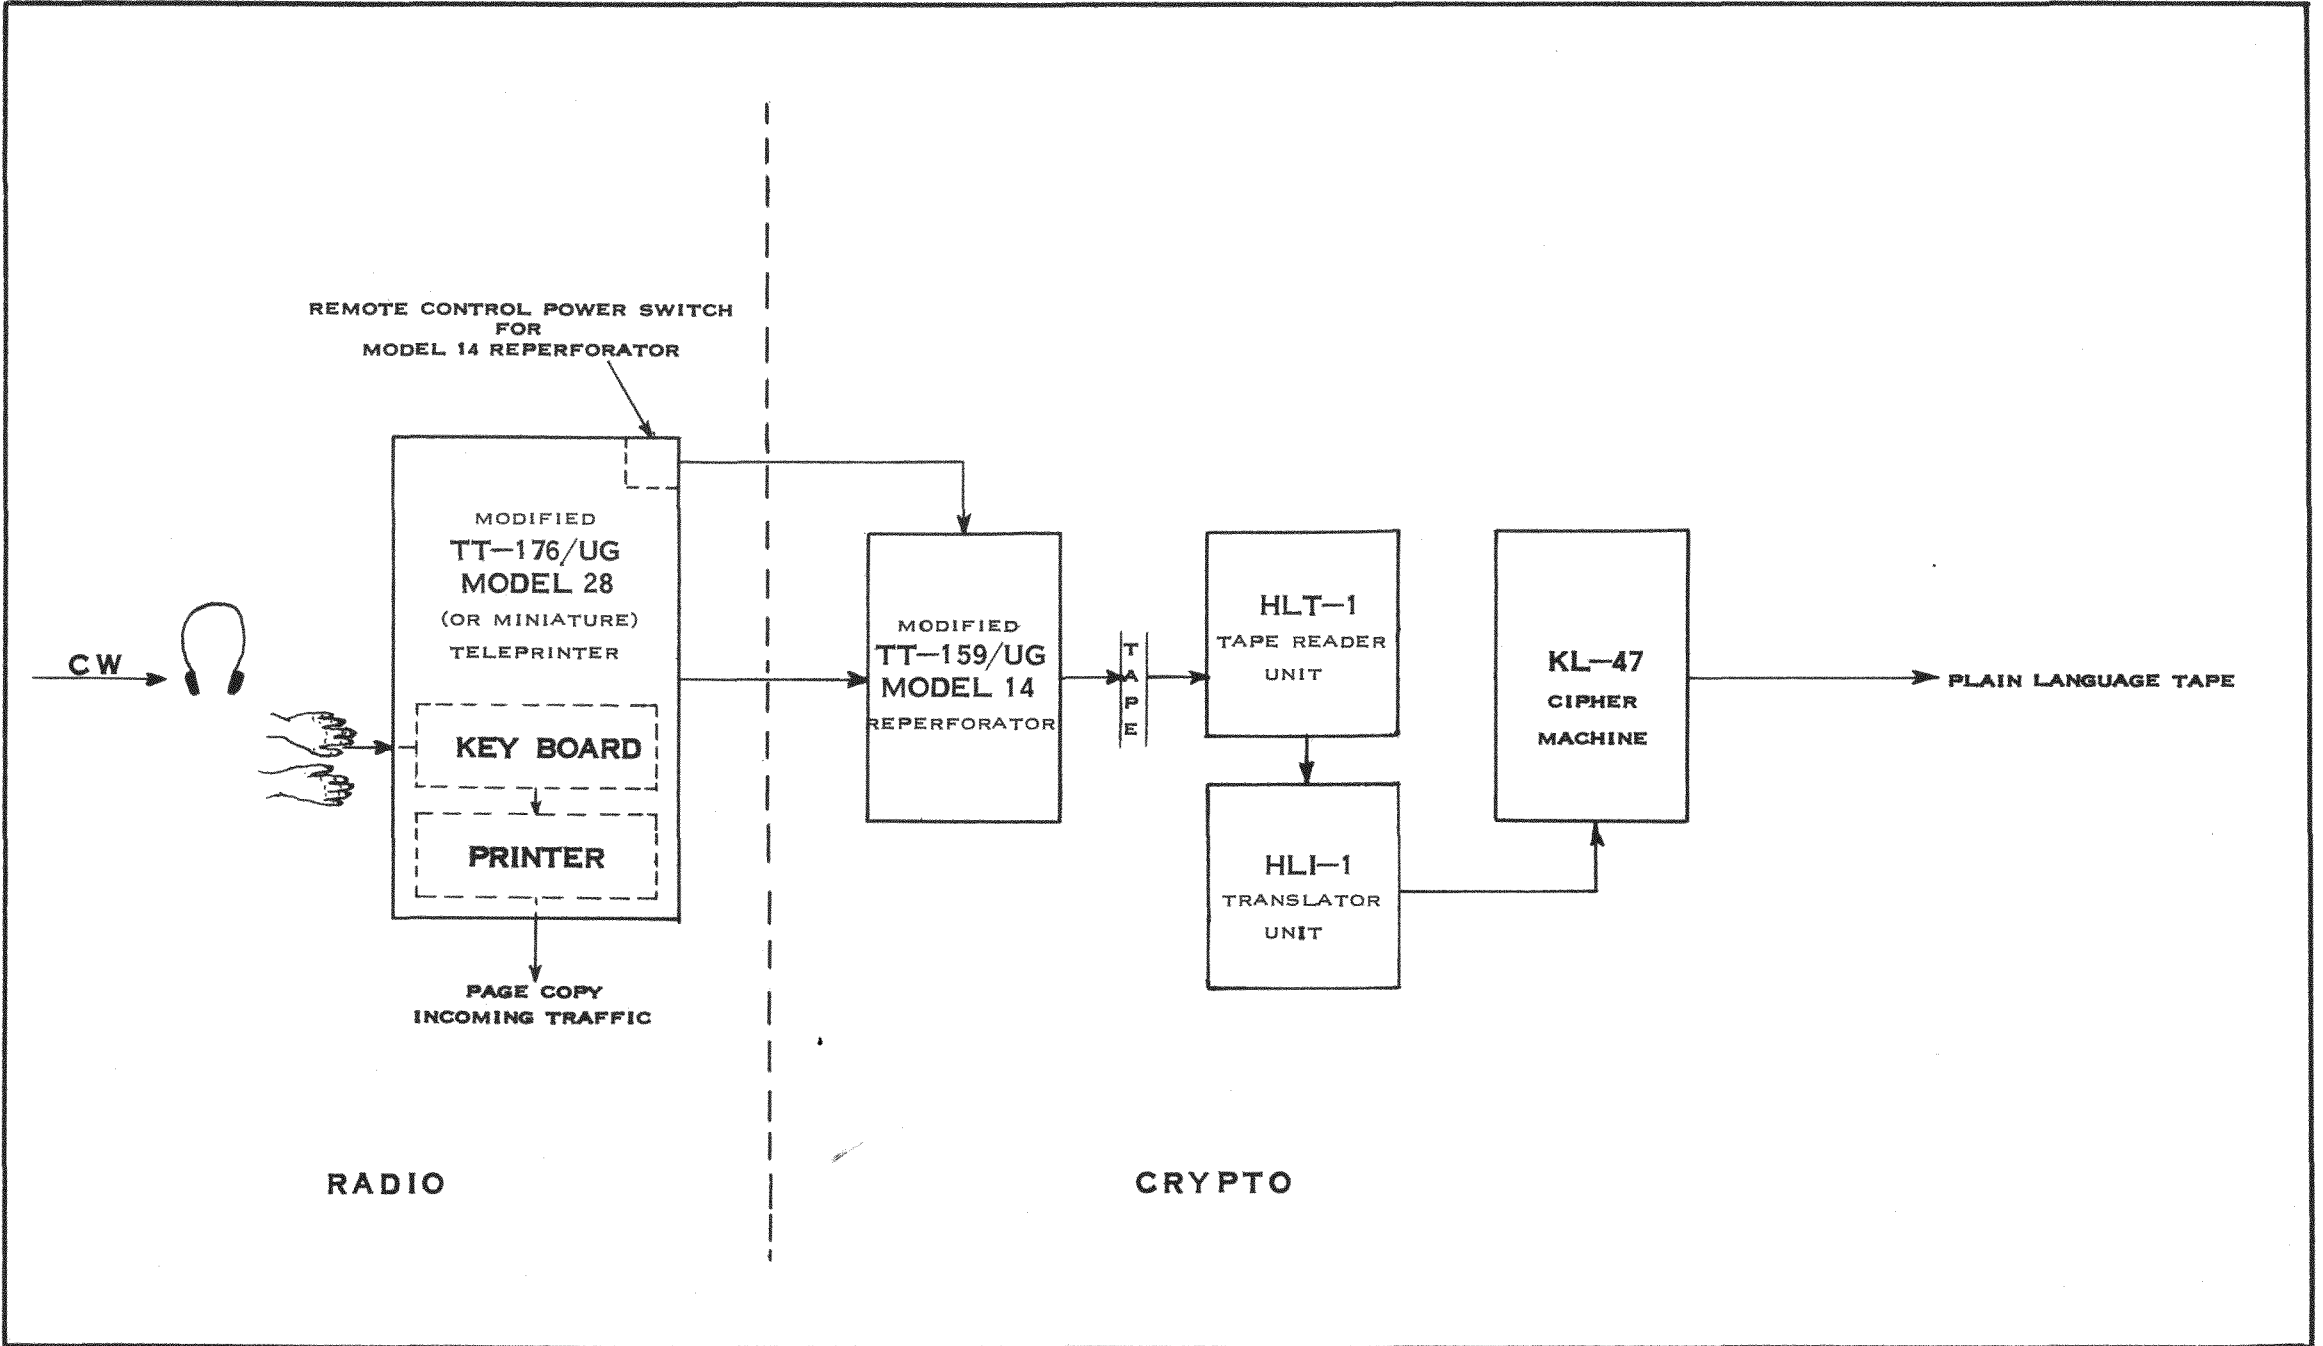 REMOTE CONTROL POWER SWITCH
FOR
MODEL 14 REPERFORATOR
CW
MODIFIED
TT—176/UG
MODEL 28
(OR MINIATURE)
TELEPRINTER
KEY BOARD
PRINTER
PAGE COPY
INCOMING TRAFFIC
MODIFIED
TT—159/UG
MODEL 14
REPERFORATOR
TAPE
HLT—1
TAPE READER
UNIT
HLI—1
TRANSLATOR
UNIT
KL—47
CIPHER
MACHINE
PLAIN LANGUAGE TAPE
RADIO
CRYPTO